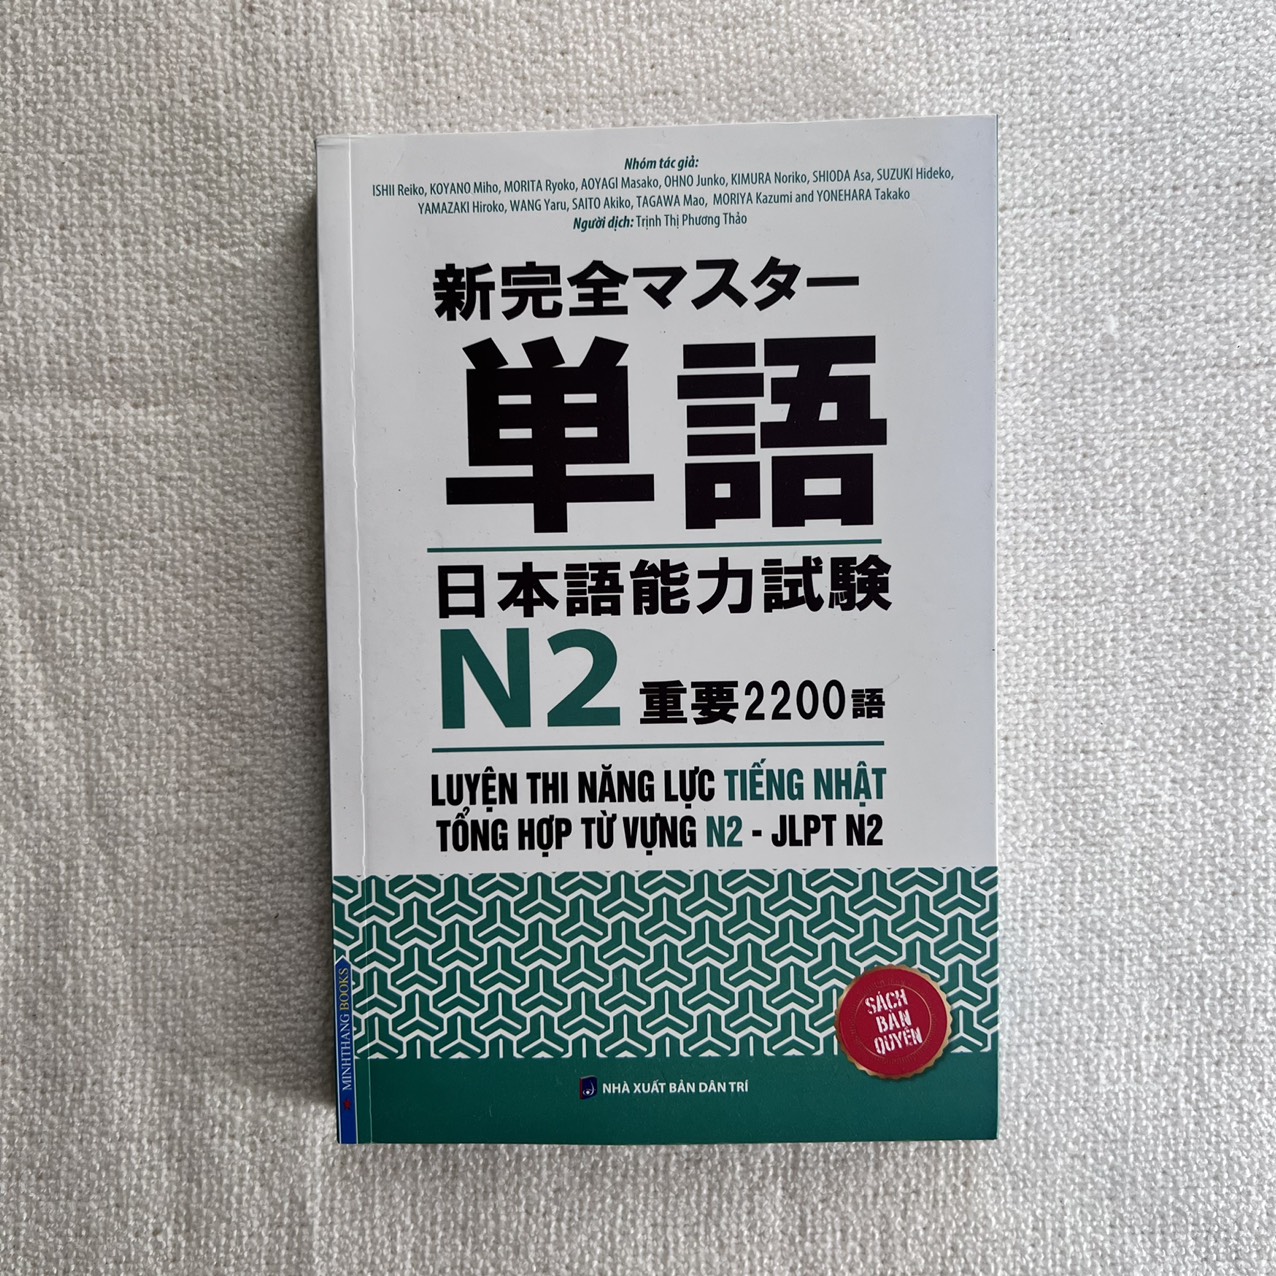 Nhóm tác giả:
ISHII Reiko, KOYANO Miho, MORITA Ryoko, AOYAGI Masako, OHNO Junko, KIMURA Noriko, SHIODA Asa, SUZUKI Hideko,
YAMAZAKI Hiroko, WANG Yaru, SAITO Akiko, TAGAWA Mao, MORIYA Kazumi and YONEHARA Takako
Người dịch: Trịnh Thị Phương Thảo
新完全マスター
単語
日本語能力試験
N2 重要2200語
LUYỆN THI NĂNG LỰC TIẾNG NHẬT
TỔNG HỢP TỪ VỰNG N2 - JLPT N2
MINHTHANG BOOKS
SÁCH
BẢN
QUYỀN
NHÀ XUẤT BẢN DÂN TRÍ